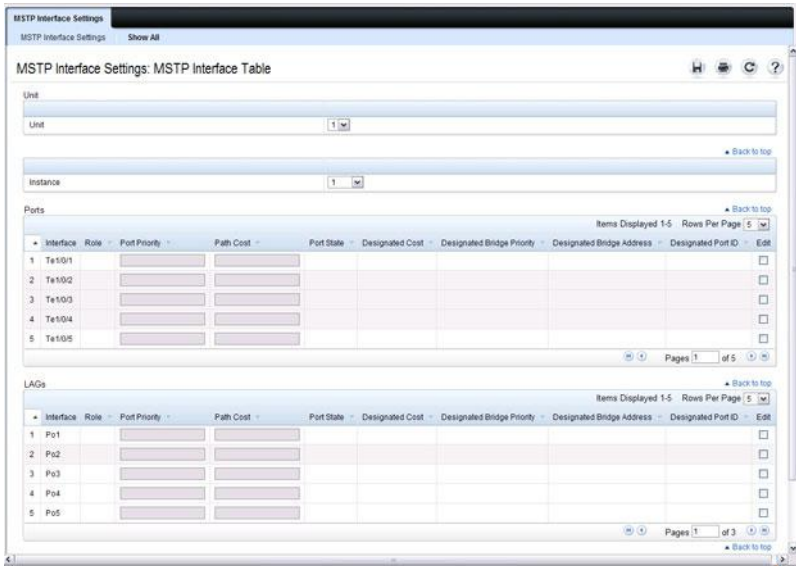 MSTP Interface Settings
MSTP Interface Settings Show All
MSTP Interface Settings: MSTP Interface Table
?
Unit
Unit 1
Back to top
Instance 1
Back to top
Ports
Items Displayed 1-5 Rows Per Page 5
Interface Role Port Priority Path Cost Port State Designated Cost Designated Bridge Priority Designated Bridge Address Designated Port ID Edit
1 Te1/0/1
2 Te1/0/2
3 Te1/0/3
4 Te1/0/4
5 Te1/0/5
Pages 1 of 5
Back to top
LAGs
Items Displayed 1-5 Rows Per Page 5
Interface Role Port Priority Path Cost Port State Designated Cost Designated Bridge Priority Designated Bridge Address Designated Port ID Edit
1 Po1
2 Po2
3 Po3
4 Po4
5 Po5
Pages 1 of 3
Back to top